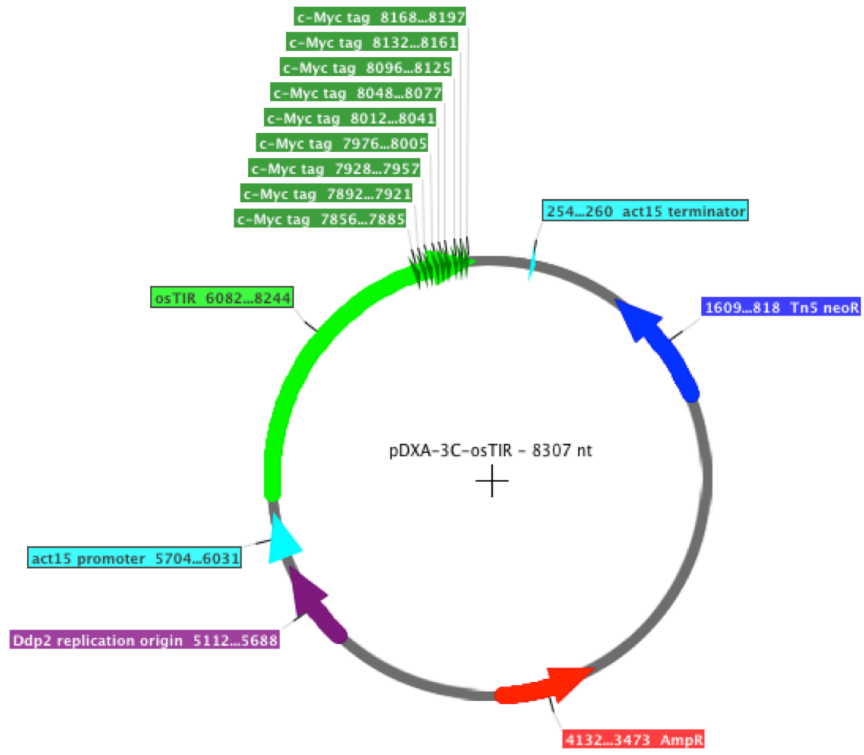 c-Myc tag 8168...8197
c-Myc tag 8132...8161
c-Myc tag 8096...8125
c-Myc tag 8048...8077
c-Myc tag 8012...8041
c-Myc tag 7976...8005
c-Myc tag 7928...7957
c-Myc tag 7892...7921
c-Myc tag 7856...7885
254...260 act15 terminator
osTIR 6082...8244
1609...818 Tn5 neoR
pDXA-3C-osTIR - 8307 nt
act15 promoter 5704...6031
Ddp2 replication origin 5112...5688
4132...3473 AmpR